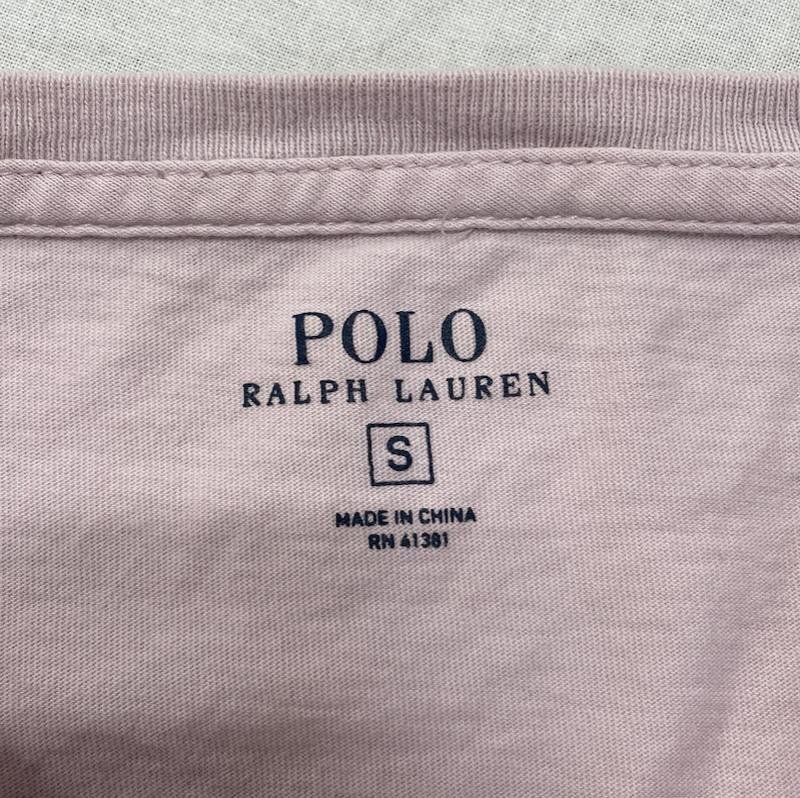 POLO
RALPH LAUREN
S
MADE IN CHINA
RN 41381